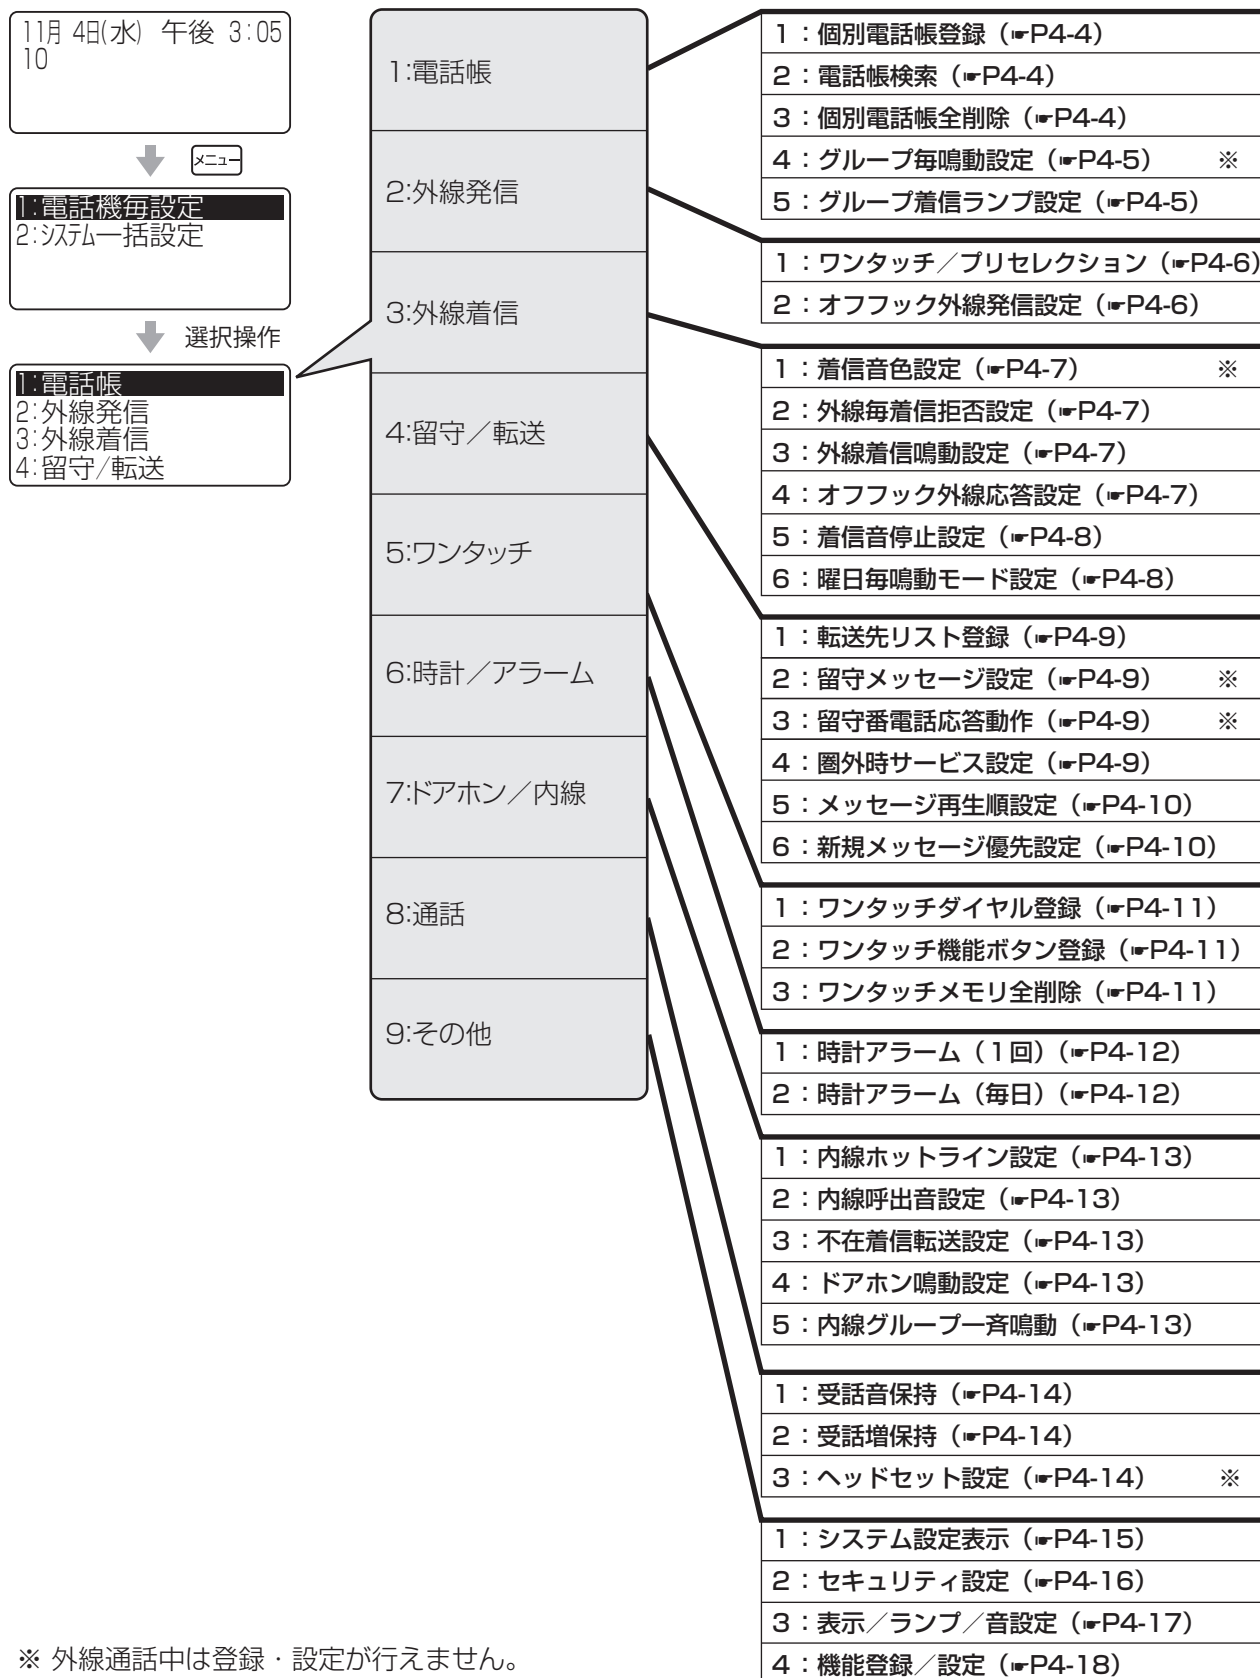 11月 4日(水) 午後 3:05
10
メニュー
1:電話機毎設定
2:ｼｽﾃﾑ一括設定
選択操作
1:電話帳
2:外線発信
3:外線着信
4:留守/転送
1:電話帳
2:外線発信
3:外線着信
4:留守／転送
5:ワンタッチ
6:時計／アラーム
7:ドアホン／内線
8:通話
9:その他
1：個別電話帳登録（☛P4-4）
2：電話帳検索（☛P4-4）
3：個別電話帳全削除（☛P4-4）
4：グループ毎鳴動設定（☛P4-5） ※
5：グループ着信ランプ設定（☛P4-5）
1：ワンタッチ／プリセレクション（☛P4-6）
2：オフフック外線発信設定（☛P4-6）
1：着信音色設定（☛P4-7） ※
2：外線毎着信拒否設定（☛P4-7）
3：外線着信鳴動設定（☛P4-7）
4：オフフック外線応答設定（☛P4-7）
5：着信音停止設定（☛P4-8）
6：曜日毎鳴動モード設定（☛P4-8）
1：転送先リスト登録（☛P4-9）
2：留守メッセージ設定（☛P4-9） ※
3：留守番電話応答動作（☛P4-9） ※
4：圏外時サービス設定（☛P4-9）
5：メッセージ再生順設定（☛P4-10）
6：新規メッセージ優先設定（☛P4-10）
1：ワンタッチダイヤル登録（☛P4-11）
2：ワンタッチ機能ボタン登録（☛P4-11）
3：ワンタッチメモリ全削除（☛P4-11）
1：時計アラーム（1回）（☛P4-12）
2：時計アラーム（毎日）（☛P4-12）
1：内線ホットライン設定（☛P4-13）
2：内線呼出音設定（☛P4-13）
3：不在着信転送設定（☛P4-13）
4：ドアホン鳴動設定（☛P4-13）
5：内線グループ一斉鳴動（☛P4-13）
1：受話音保持（☛P4-14）
2：受話増保持（☛P4-14）
3：ヘッドセット設定（☛P4-14） ※
1：システム設定表示（☛P4-15）
2：セキュリティ設定（☛P4-16）
3：表示／ランプ／音設定（☛P4-17）
4：機能登録／設定（☛P4-18）
※ 外線通話中は登録・設定が行えません。